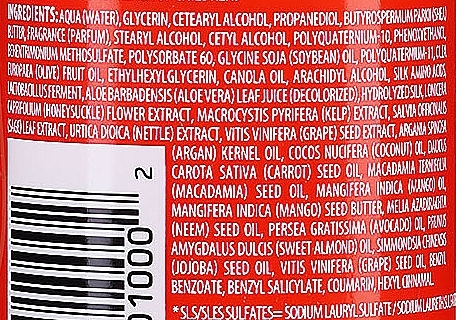 INGREDIENTS: AQUA (WATER), GLYCERIN, CETEARYL ALCOHOL, PROPANEDIOL, BUTYROSPERMUM PARKII (SHEA)
BUTTER, FRAGRANCE (PARFUM), STEARYL ALCOHOL, CETYL ALCOHOL, POLYQUATERNIUM-10, PHENOXYETHANOL,
BEHENTRIMONIUM METHOSULFATE, POLYSORBATE 60, GLYCINE SOJA (SOYBEAN) OIL, POLYQUATERNIUM-11, OLEA
EUROPAEA (OLIVE) FRUIT OIL, ETHYLHEXYLGLYCERIN, CANOLA OIL, ARACHIDYL ALCOHOL, SILK AMINO ACIDS,
LACTOBACILLUS FERMENT, ALOE BARBADENSIS (ALOE VERA) LEAF JUICE (DECOLORIZED), HYDROLYZED SILK, LONICERA
CAPRIFOLIUM (HONEYSUCKLE) FLOWER EXTRACT, MACROCYSTIS PYRIFERA (KELP) EXTRACT, SALVIA OFFICINALIS
(SAGE) LEAF EXTRACT, URTICA DIOICA (NETTLE) EXTRACT, VITIS VINIFERA (GRAPE) SEED EXTRACT, ARGANIA SPINOSA
(ARGAN) KERNEL OIL, COCOS NUCIFERA (COCONUT) OIL, DAUCUS
CAROTA SATIVA (CARROT) SEED OIL, MACADAMIA TERNIFOLIA
(MACADAMIA) SEED OIL, MANGIFERA INDICA (MANGO) OIL,
MANGIFERA INDICA (MANGO) SEED BUTTER, MELIA AZADIRACHTA
(NEEM) SEED OIL, PERSEA GRATISSIMA (AVOCADO) OIL, PRUNUS
AMYGDALUS DULCIS (SWEET ALMOND) OIL, SIMMONDSIA CHINENSIS
(JOJOBA) SEED OIL, VITIS VINIFERA (GRAPE) SEED OIL, BENZYL
BENZOATE, BENZYL SALICYLATE, COUMARIN, HEXYL CINNAMAL.
*SLS/SLES SULFATES= SODIUM LAURYL SULFATE / SODIUM LAURETH
2
01000